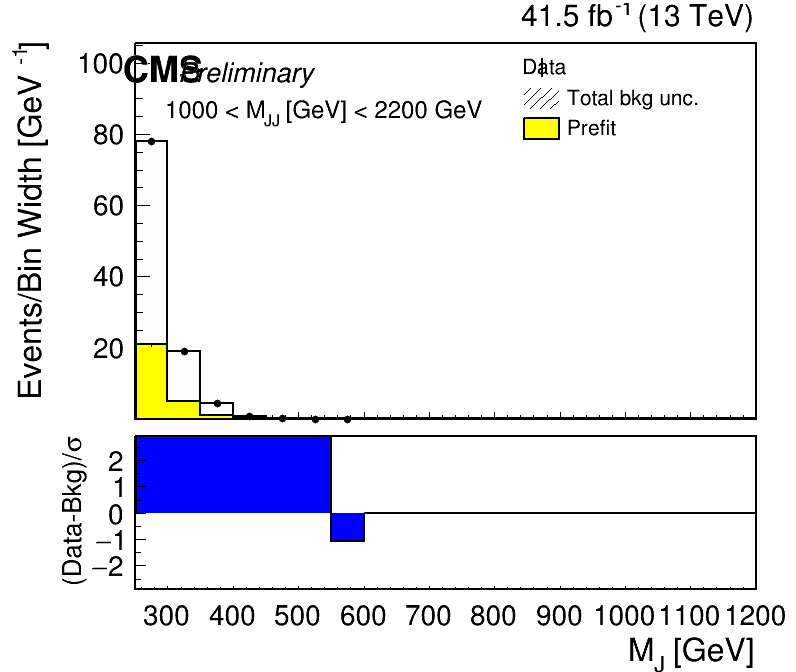 41.5 fb-1 (13 TeV)
CMS Preliminary
1000 < MJJ [GeV] < 2200 GeV
Data
Total bkg unc.
Prefit
Events/Bin Width [GeV-1]
100
80
60
40
20
(Data-Bkg)/σ
2
1
0
−1
−2
300 400 500 600 700 800 900 1000 1100 1200
MJ [GeV]